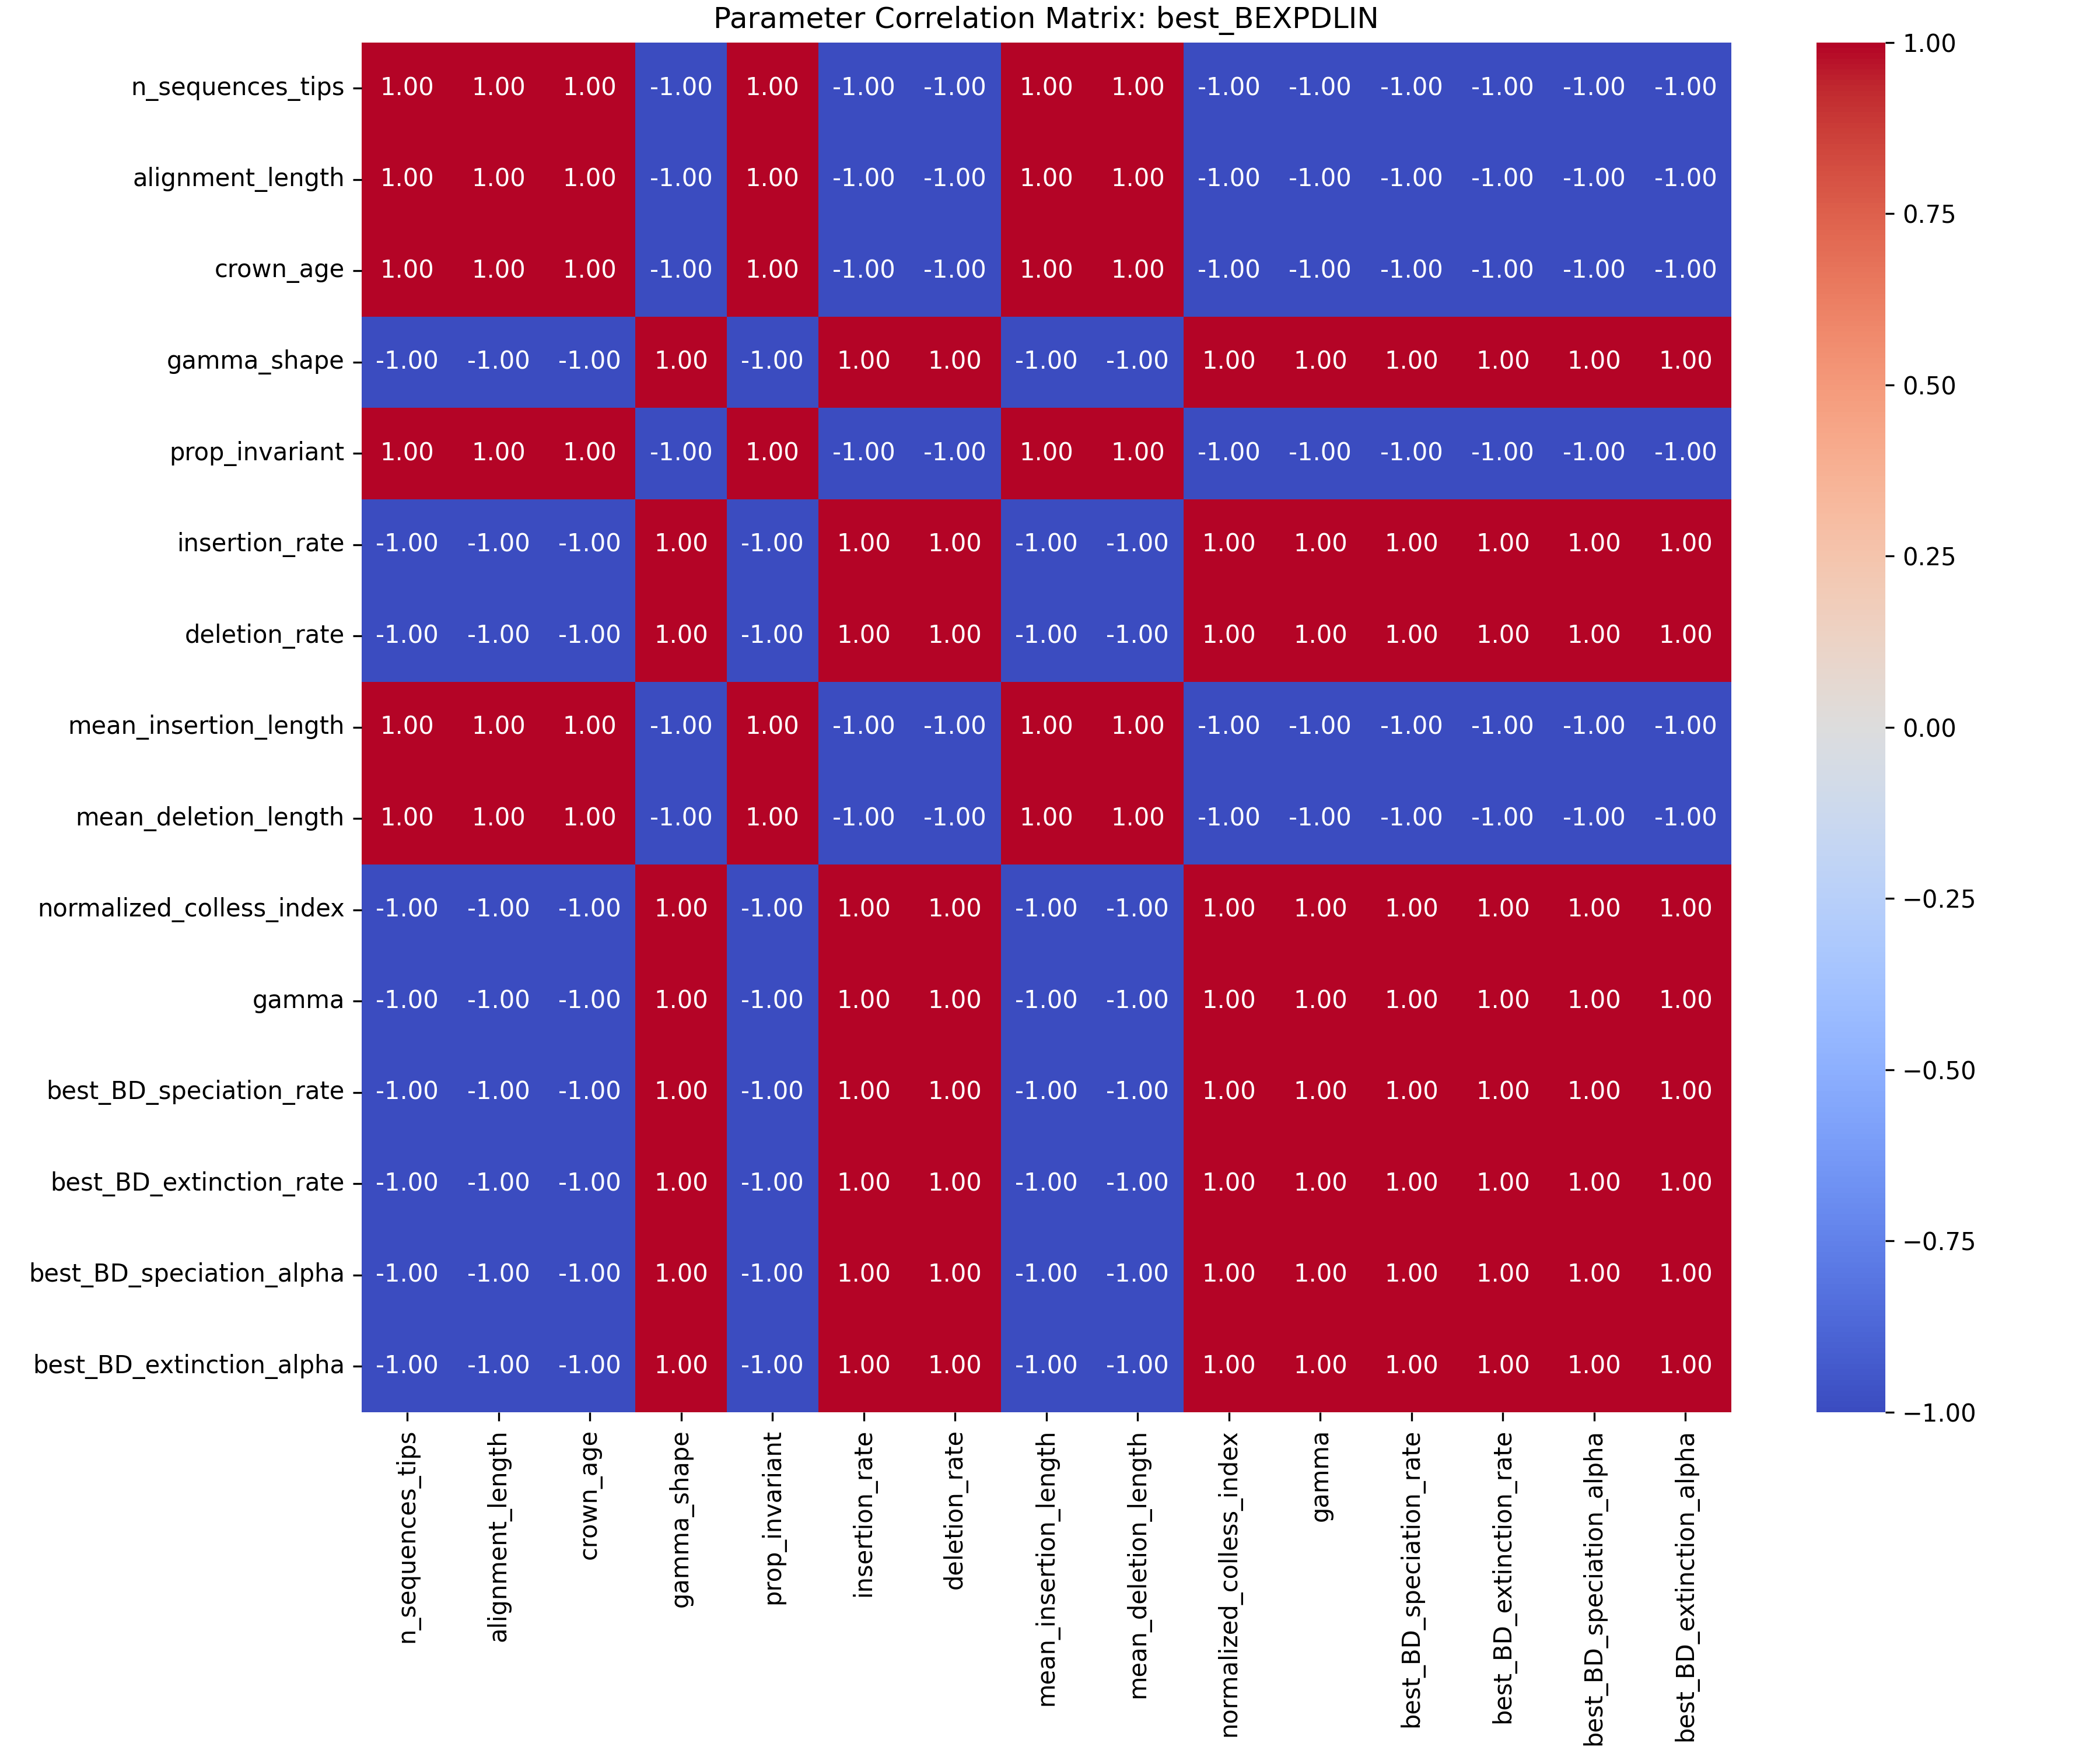 Parameter Correlation Matrix: best_BEXPDLIN
n_sequences_tips 1.00 1.00 1.00 -1.00 1.00 -1.00 -1.00 1.00 1.00 -1.00 -1.00 -1.00 -1.00 -1.00 -1.00
alignment_length 1.00 1.00 1.00 -1.00 1.00 -1.00 -1.00 1.00 1.00 -1.00 -1.00 -1.00 -1.00 -1.00 -1.00
crown_age 1.00 1.00 1.00 -1.00 1.00 -1.00 -1.00 1.00 1.00 -1.00 -1.00 -1.00 -1.00 -1.00 -1.00
gamma_shape -1.00 -1.00 -1.00 1.00 -1.00 1.00 1.00 -1.00 -1.00 1.00 1.00 1.00 1.00 1.00 1.00
prop_invariant 1.00 1.00 1.00 -1.00 1.00 -1.00 -1.00 1.00 1.00 -1.00 -1.00 -1.00 -1.00 -1.00 -1.00
insertion_rate -1.00 -1.00 -1.00 1.00 -1.00 1.00 1.00 -1.00 -1.00 1.00 1.00 1.00 1.00 1.00 1.00
deletion_rate -1.00 -1.00 -1.00 1.00 -1.00 1.00 1.00 -1.00 -1.00 1.00 1.00 1.00 1.00 1.00 1.00
mean_insertion_length 1.00 1.00 1.00 -1.00 1.00 -1.00 -1.00 1.00 1.00 -1.00 -1.00 -1.00 -1.00 -1.00 -1.00
mean_deletion_length 1.00 1.00 1.00 -1.00 1.00 -1.00 -1.00 1.00 1.00 -1.00 -1.00 -1.00 -1.00 -1.00 -1.00
normalized_colless_index -1.00 -1.00 -1.00 1.00 -1.00 1.00 1.00 -1.00 -1.00 1.00 1.00 1.00 1.00 1.00 1.00
gamma -1.00 -1.00 -1.00 1.00 -1.00 1.00 1.00 -1.00 -1.00 1.00 1.00 1.00 1.00 1.00 1.00
best_BD_speciation_rate -1.00 -1.00 -1.00 1.00 -1.00 1.00 1.00 -1.00 -1.00 1.00 1.00 1.00 1.00 1.00 1.00
best_BD_extinction_rate -1.00 -1.00 -1.00 1.00 -1.00 1.00 1.00 -1.00 -1.00 1.00 1.00 1.00 1.00 1.00 1.00
best_BD_speciation_alpha -1.00 -1.00 -1.00 1.00 -1.00 1.00 1.00 -1.00 -1.00 1.00 1.00 1.00 1.00 1.00 1.00
best_BD_extinction_alpha -1.00 -1.00 -1.00 1.00 -1.00 1.00 1.00 -1.00 -1.00 1.00 1.00 1.00 1.00 1.00 1.00
n_sequences_tips
alignment_length
crown_age
gamma_shape
prop_invariant
insertion_rate
deletion_rate
mean_insertion_length
mean_deletion_length
normalized_colless_index
gamma
best_BD_speciation_rate
best_BD_extinction_rate
best_BD_speciation_alpha
best_BD_extinction_alpha
1.00
0.75
0.50
0.25
0.00
−0.25
−0.50
−0.75
−1.00